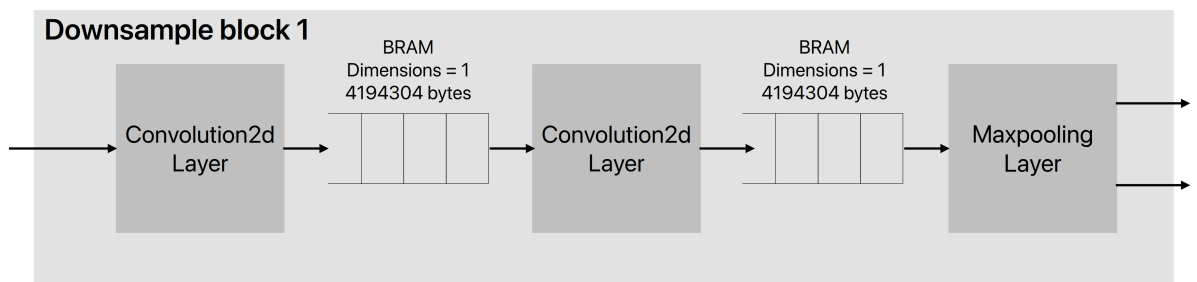 Downsample block 1
BRAM
Dimensions = 1
4194304 bytes
BRAM
Dimensions = 1
4194304 bytes
Convolution2d
Layer
Convolution2d
Layer
Maxpooling
Layer